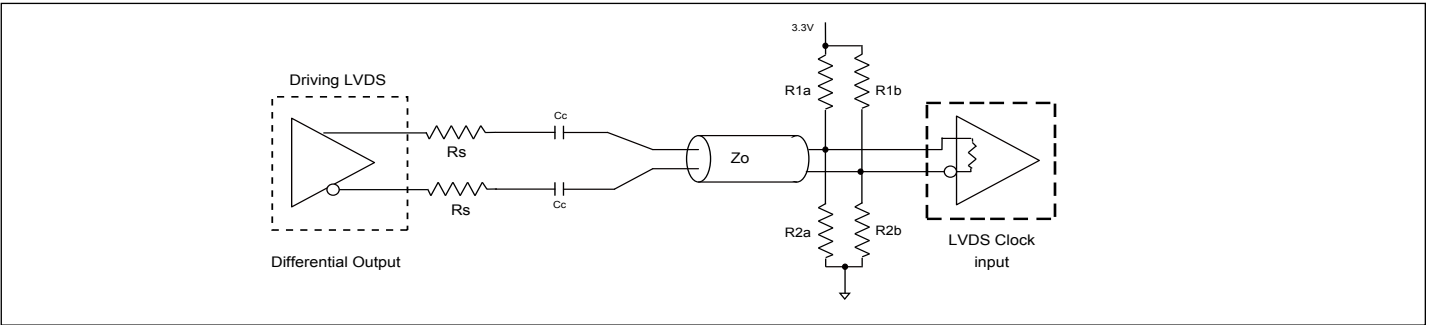 3.3V
Driving LVDS
R1a
R1b
Cc
Rs
Zo
Rs
Cc
R2a
R2b
LVDS Clock
input
Differential Output